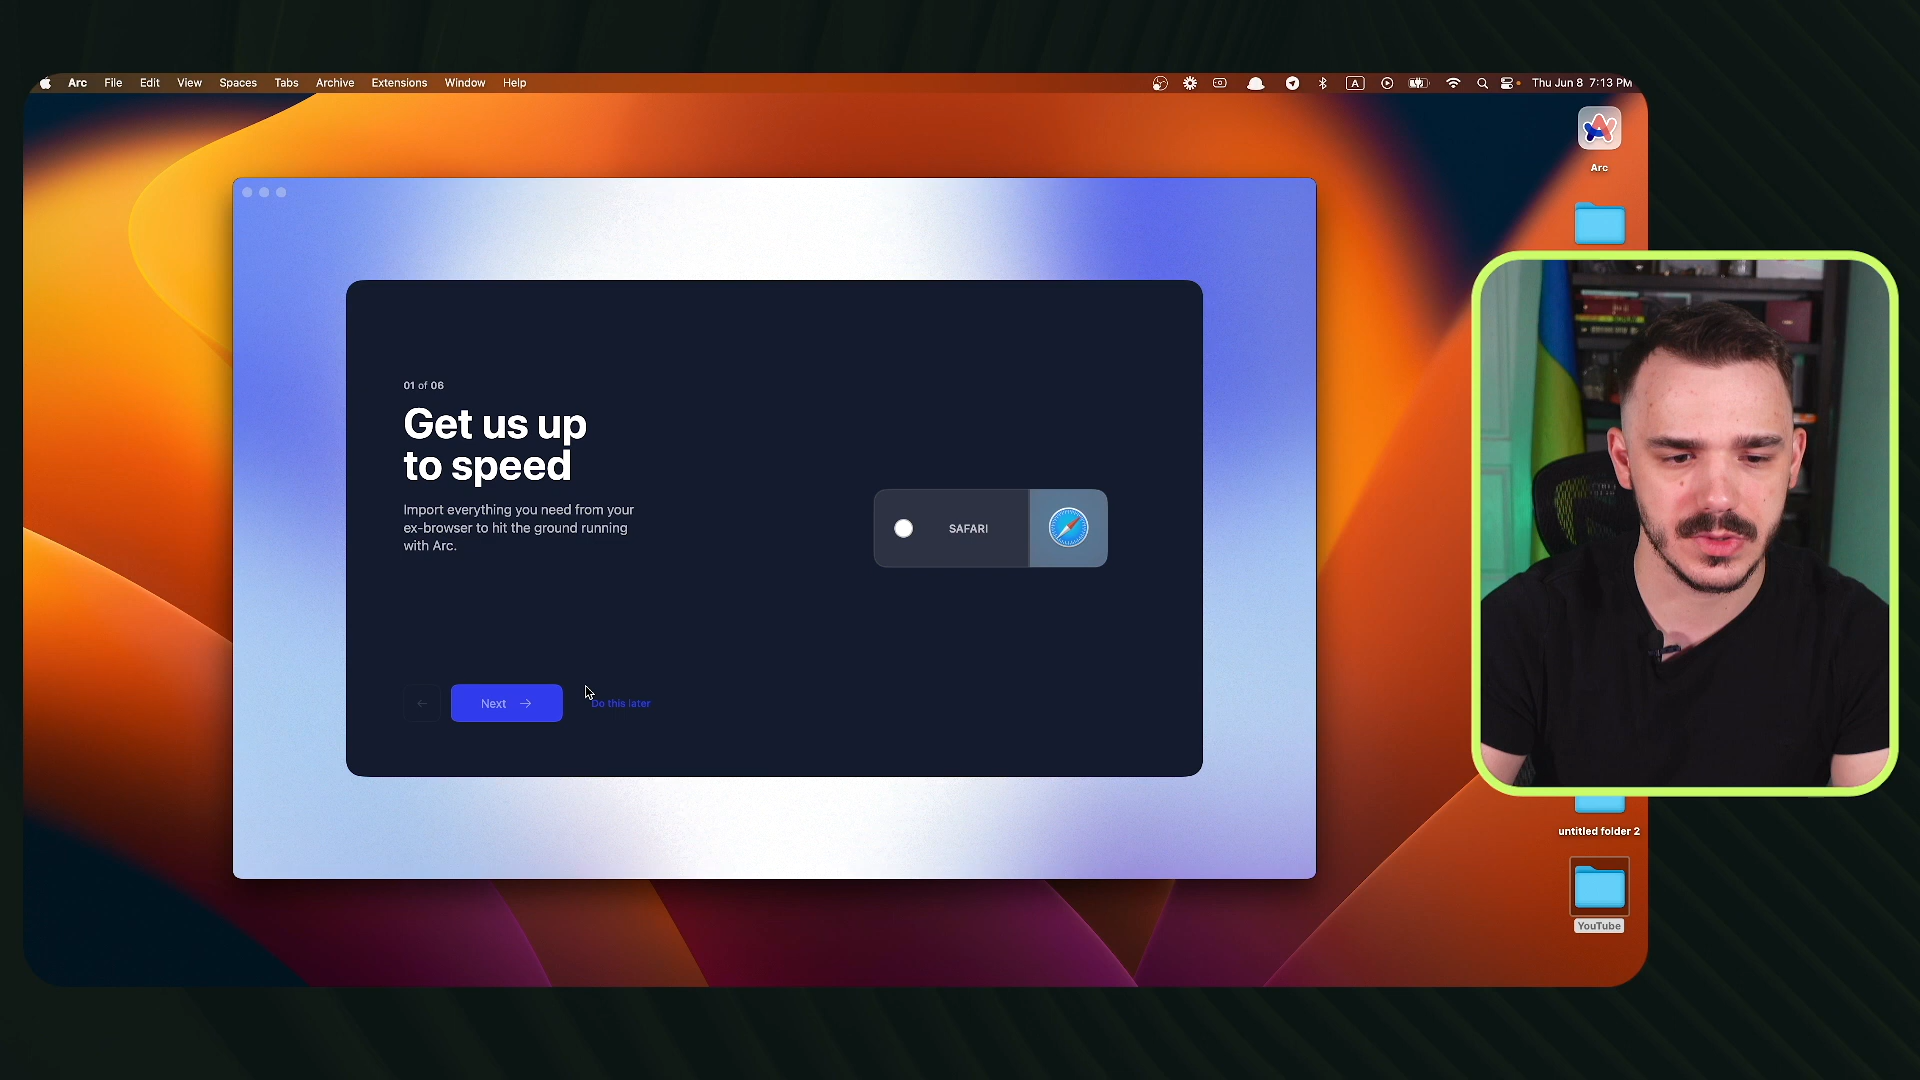 Arc File Edit View Spaces Tabs Archive Extensions Window Help A Thu Jun 8 7:13 PM
Arc
01 of 06
Get us up
to speed
Import everything you need from your
ex-browser to hit the ground running
with Arc.
SAFARI
Next
Do this later
untitled folder 2
YouTube